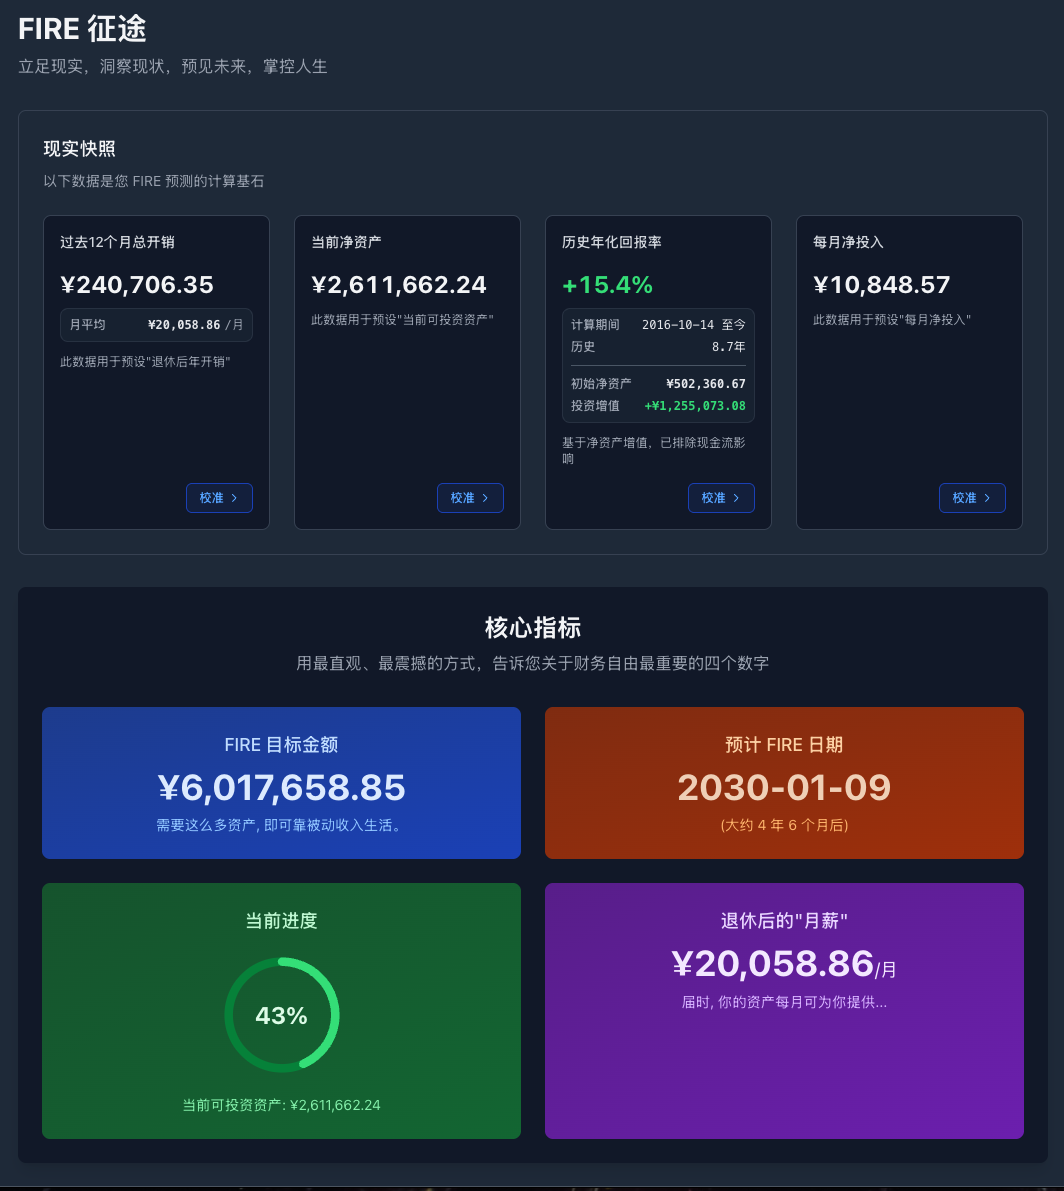 FIRE 征途
立足现实，洞察现状，预见未来，掌控人生
现实快照
以下数据是您 FIRE 预测的计算基石
过去12个月总开销
¥240,706.35
月平均 ¥20,058.86 /月
此数据用于预设"退休后年开销"
校准 >
当前净资产
¥2,611,662.24
此数据用于预设"当前可投资资产"
校准 >
历史年化回报率
+15.4%
计算期间 2016-10-14 至今
历史 8.7年
初始净资产 ¥502,360.67
投资增值 +¥1,255,073.08
基于净资产增值，已排除现金流影
响
校准 >
每月净投入
¥10,848.57
此数据用于预设"每月净投入"
校准 >
核心指标
用最直观、最震撼的方式，告诉您关于财务自由最重要的四个数字
FIRE 目标金额
¥6,017,658.85
需要这么多资产, 即可靠被动收入生活。
预计 FIRE 日期
2030-01-09
(大约 4 年 6 个月后)
当前进度
43%
当前可投资资产: ¥2,611,662.24
退休后的"月薪"
¥20,058.86/月
届时, 你的资产每月可为你提供...